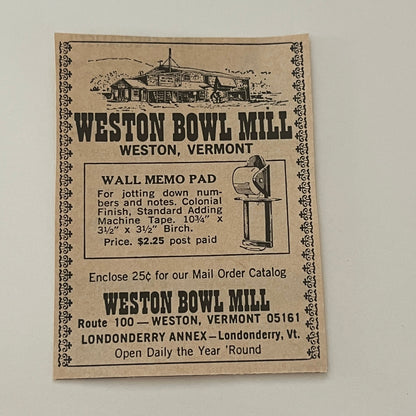 WESTON BOWL MILL
WESTON, VERMONT
WALL MEMO PAD
For jotting down num-
bers and notes. Colonial
Finish, Standard Adding
Machine Tape. 10¾" x
3½" x 3½" Birch.
Price. $2.25 post paid
Enclose 25¢ for our Mail Order Catalog
WESTON BOWL MILL
Route 100 — WESTON, VERMONT 05161
LONDONDERRY ANNEX — Londonderry, Vt.
Open Daily the Year 'Round